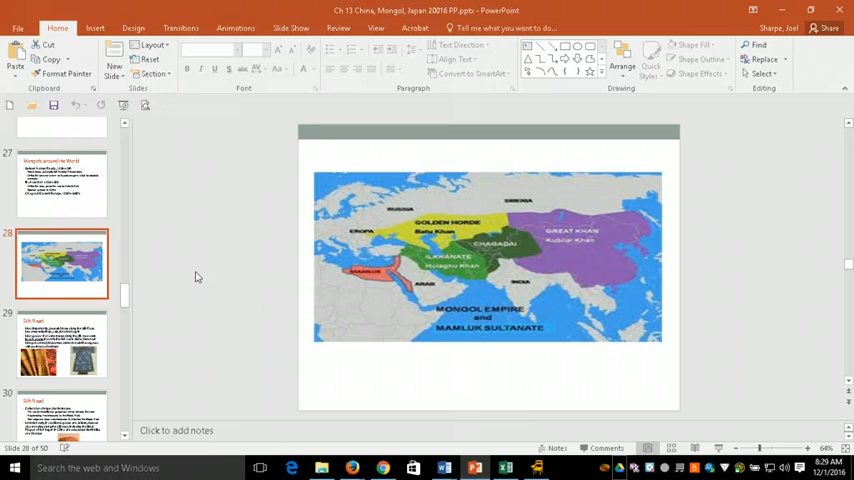 Ch 13 China, Mongol, Japan 20016 PP.pptx - PowerPoint
File Home Insert Design Transitions Animations Slide Show Review View Acrobat Tell me what you want to do... Sharpe, Joel Share
Paste Cut Copy Format Painter Clipboard
New Slide Layout Reset Section Slides
Font
Text Direction Align Text Convert to SmartArt Paragraph
Arrange Quick Styles Shape Fill Shape Outline Shape Effects Drawing
Find Replace Select Editing
27
Mongols around the World
28
29
Silk Road
30
Silk Road
SIBERIA
RUSSIA
GOLDEN HORDE
Batu Khan
EROPA
GREAT KHAN
Kubilai Khan
CHAGADAI
ILKHANATE
Hulaghu Khan
MAMLUK
ARAB
INDIA
MONGOL EMPIRE
and
MAMLUK SULTANATE
Click to add notes
Slide 28 of 50 Notes Comments 64%
Search the web and Windows
8:29 AM
12/1/2016